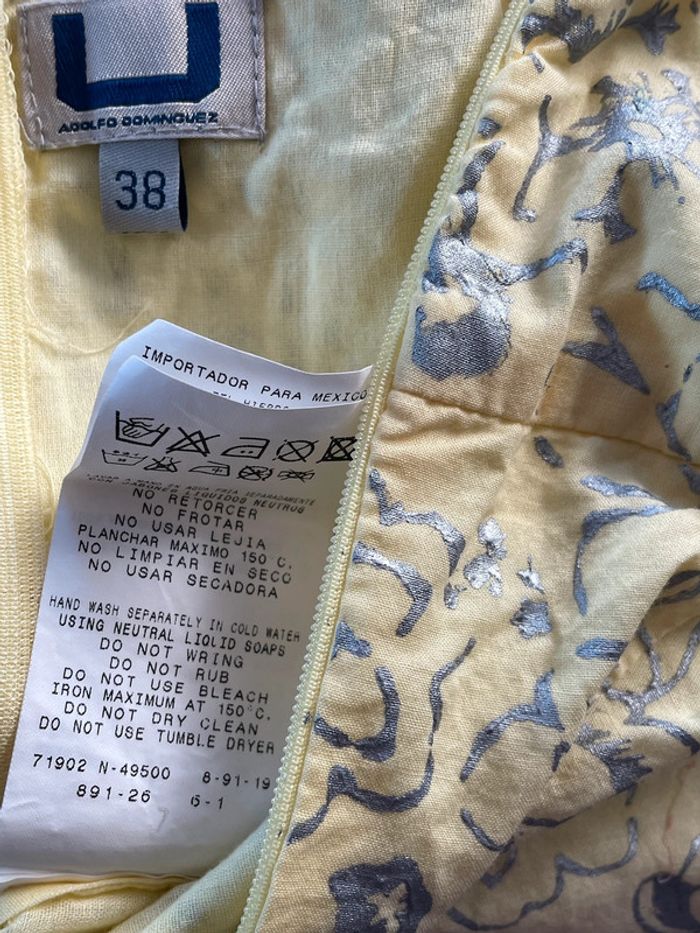 ADOLFO DOMINGUEZ
38
IMPORTADOR PARA MEXICO
NO RETORCER
NO FROTAR
NO USAR LEJIA
PLANCHAR MAXIMO 150 C.
NO LIMPIAR EN SECO
NO USAR SECADORA
HAND WASH SEPARATELY IN COLD WATER
USING NEUTRAL LIQUID SOAPS
DO NOT WRING
DO NOT RUB
DO NOT USE BLEACH
IRON MAXIMUM AT 150°C.
DO NOT DRY CLEAN
DO NOT USE TUMBLE DRYER
71902 N-49500 8-91-19
891-26 6-1